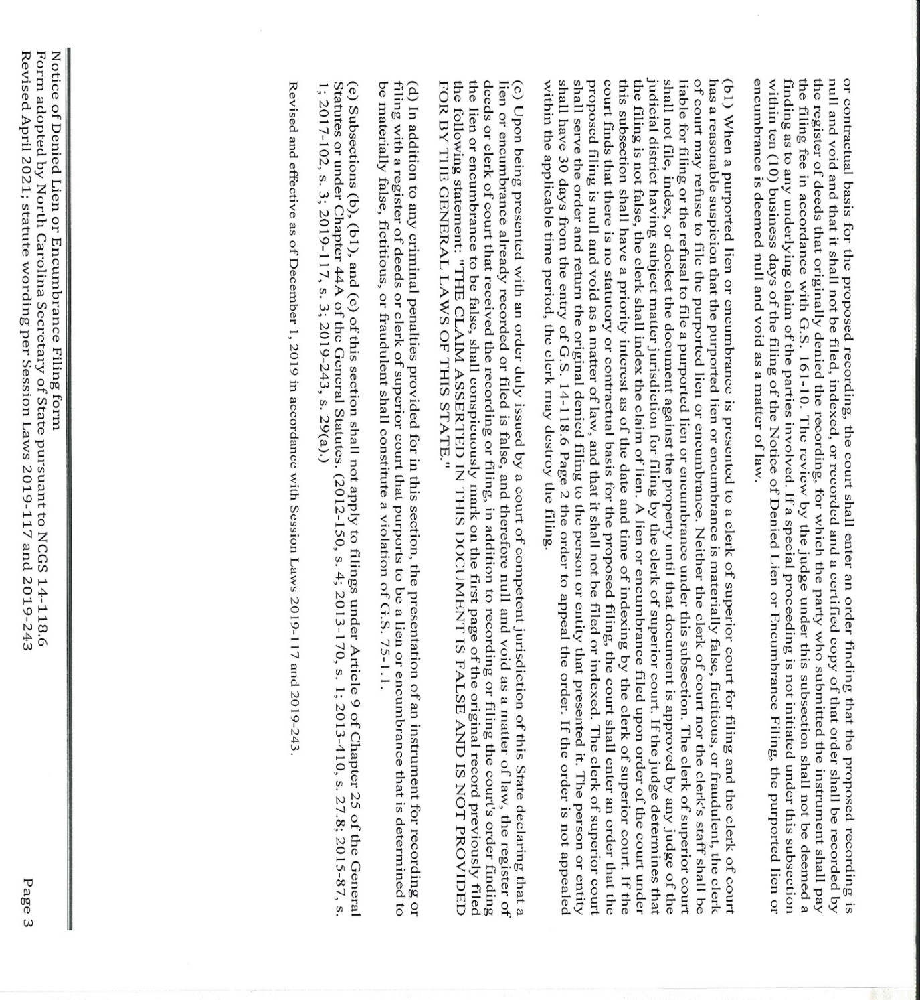 or contractual basis for the proposed recording, the court shall enter an order finding that the proposed recording is
null and void and that it shall not be filed, indexed, or recorded and a certified copy of that order shall be recorded by
the register of deeds that originally denied the recording, for which the party who submitted the instrument shall pay
the filing fee in accordance with G.S. 161-10. The review by the judge under this subsection shall not be deemed a
finding as to any underlying claim of the parties involved. If a special proceeding is not initiated under this subsection
within ten (10) business days of the filing of the Notice of Denied Lien or Encumbrance Filing, the purported lien or
encumbrance is deemed null and void as a matter of law.
(b1) When a purported lien or encumbrance is presented to a clerk of superior court for filing and the clerk of court
has a reasonable suspicion that the purported lien or encumbrance is materially false, fictitious, or fraudulent, the clerk
of court may refuse to file the purported lien or encumbrance. Neither the clerk of court nor the clerk's staff shall be
liable for filing or the refusal to file a purported lien or encumbrance under this subsection. The clerk of superior court
shall not file, index, or docket the document against the property until that document is approved by any judge of the
judicial district having subject matter jurisdiction for filing by the clerk of superior court. If the judge determines that
the filing is not false, the clerk shall index the claim of lien. A lien or encumbrance filed upon order of the court under
this subsection shall have a priority interest as of the date and time of indexing by the clerk of superior court. If the
court finds that there is no statutory or contractual basis for the proposed filing, the court shall enter an order that the
proposed filing is null and void as a matter of law, and that it shall not be filed or indexed. The clerk of superior court
shall serve the order and return the original denied filing to the person or entity that presented it. The person or entity
shall have 30 days from the entry of G.S. 14-118.6 Page 2 the order to appeal the order. If the order is not appealed
within the applicable time period, the clerk may destroy the filing.
(c) Upon being presented with an order duly issued by a court of competent jurisdiction of this State declaring that a
lien or encumbrance already recorded or filed is false, and therefore null and void as a matter of law, the register of
deeds or clerk of court that received the recording or filing, in addition to recording or filing the court's order finding
the lien or encumbrance to be false, shall conspicuously mark on the first page of the original record previously filed
the following statement: "THE CLAIM ASSERTED IN THIS DOCUMENT IS FALSE AND IS NOT PROVIDED
FOR BY THE GENERAL LAWS OF THIS STATE."
(d) In addition to any criminal penalties provided for in this section, the presentation of an instrument for recording or
filing with a register of deeds or clerk of superior court that purports to be a lien or encumbrance that is determined to
be materially false, fictitious, or fraudulent shall constitute a violation of G.S. 75-1.1.
(e) Subsections (b), (b1), and (c) of this section shall not apply to filings under Article 9 of Chapter 25 of the General
Statutes or under Chapter 44A of the General Statutes. (2012-150, s. 4; 2013-170, s. 1; 2013-410, s. 27.8; 2015-87, s.
1; 2017-102, s. 3; 2019-117, s. 3; 2019-243, s. 29(a).)
Revised and effective as of December 1, 2019 in accordance with Session Laws 2019-117 and 2019-243.
Notice of Denied Lien or Encumbrance Filing form
Form adopted by North Carolina Secretary of State pursuant to NCGS 14-118.6
Revised April 2021; statute wording per Session Laws 2019-117 and 2019-243 Page 3